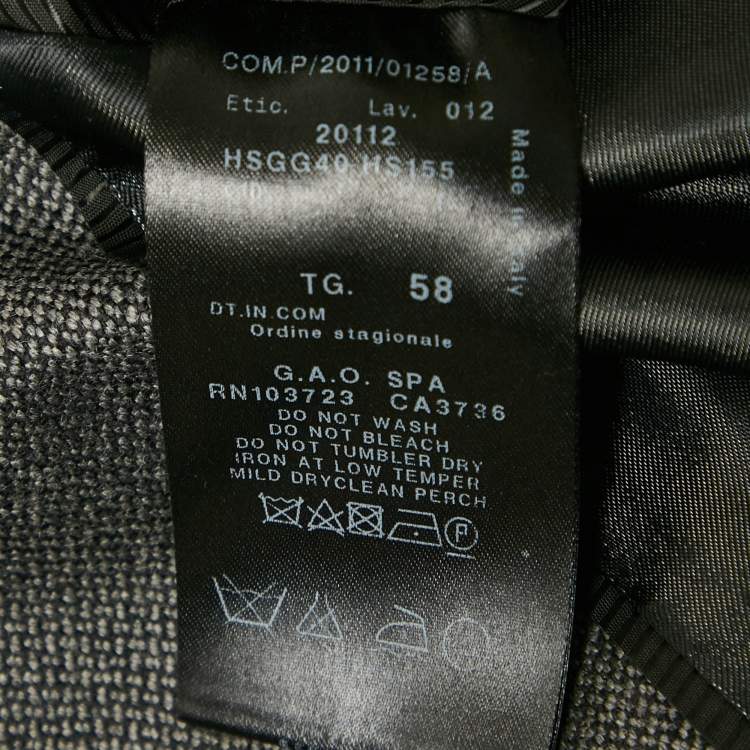 COM.P/2011/01258/A
Etic. Lav. 012
20112
HSGG49 HS155
Made in Italy
TG. 58
DT.IN.COM
Ordine stagionale
G.A.O. SPA
RN103723 CA3736
DO NOT WASH
DO NOT BLEACH
DO NOT TUMBLER DRY
IRON AT LOW TEMPER
MILD DRYCLEAN PERCH
P